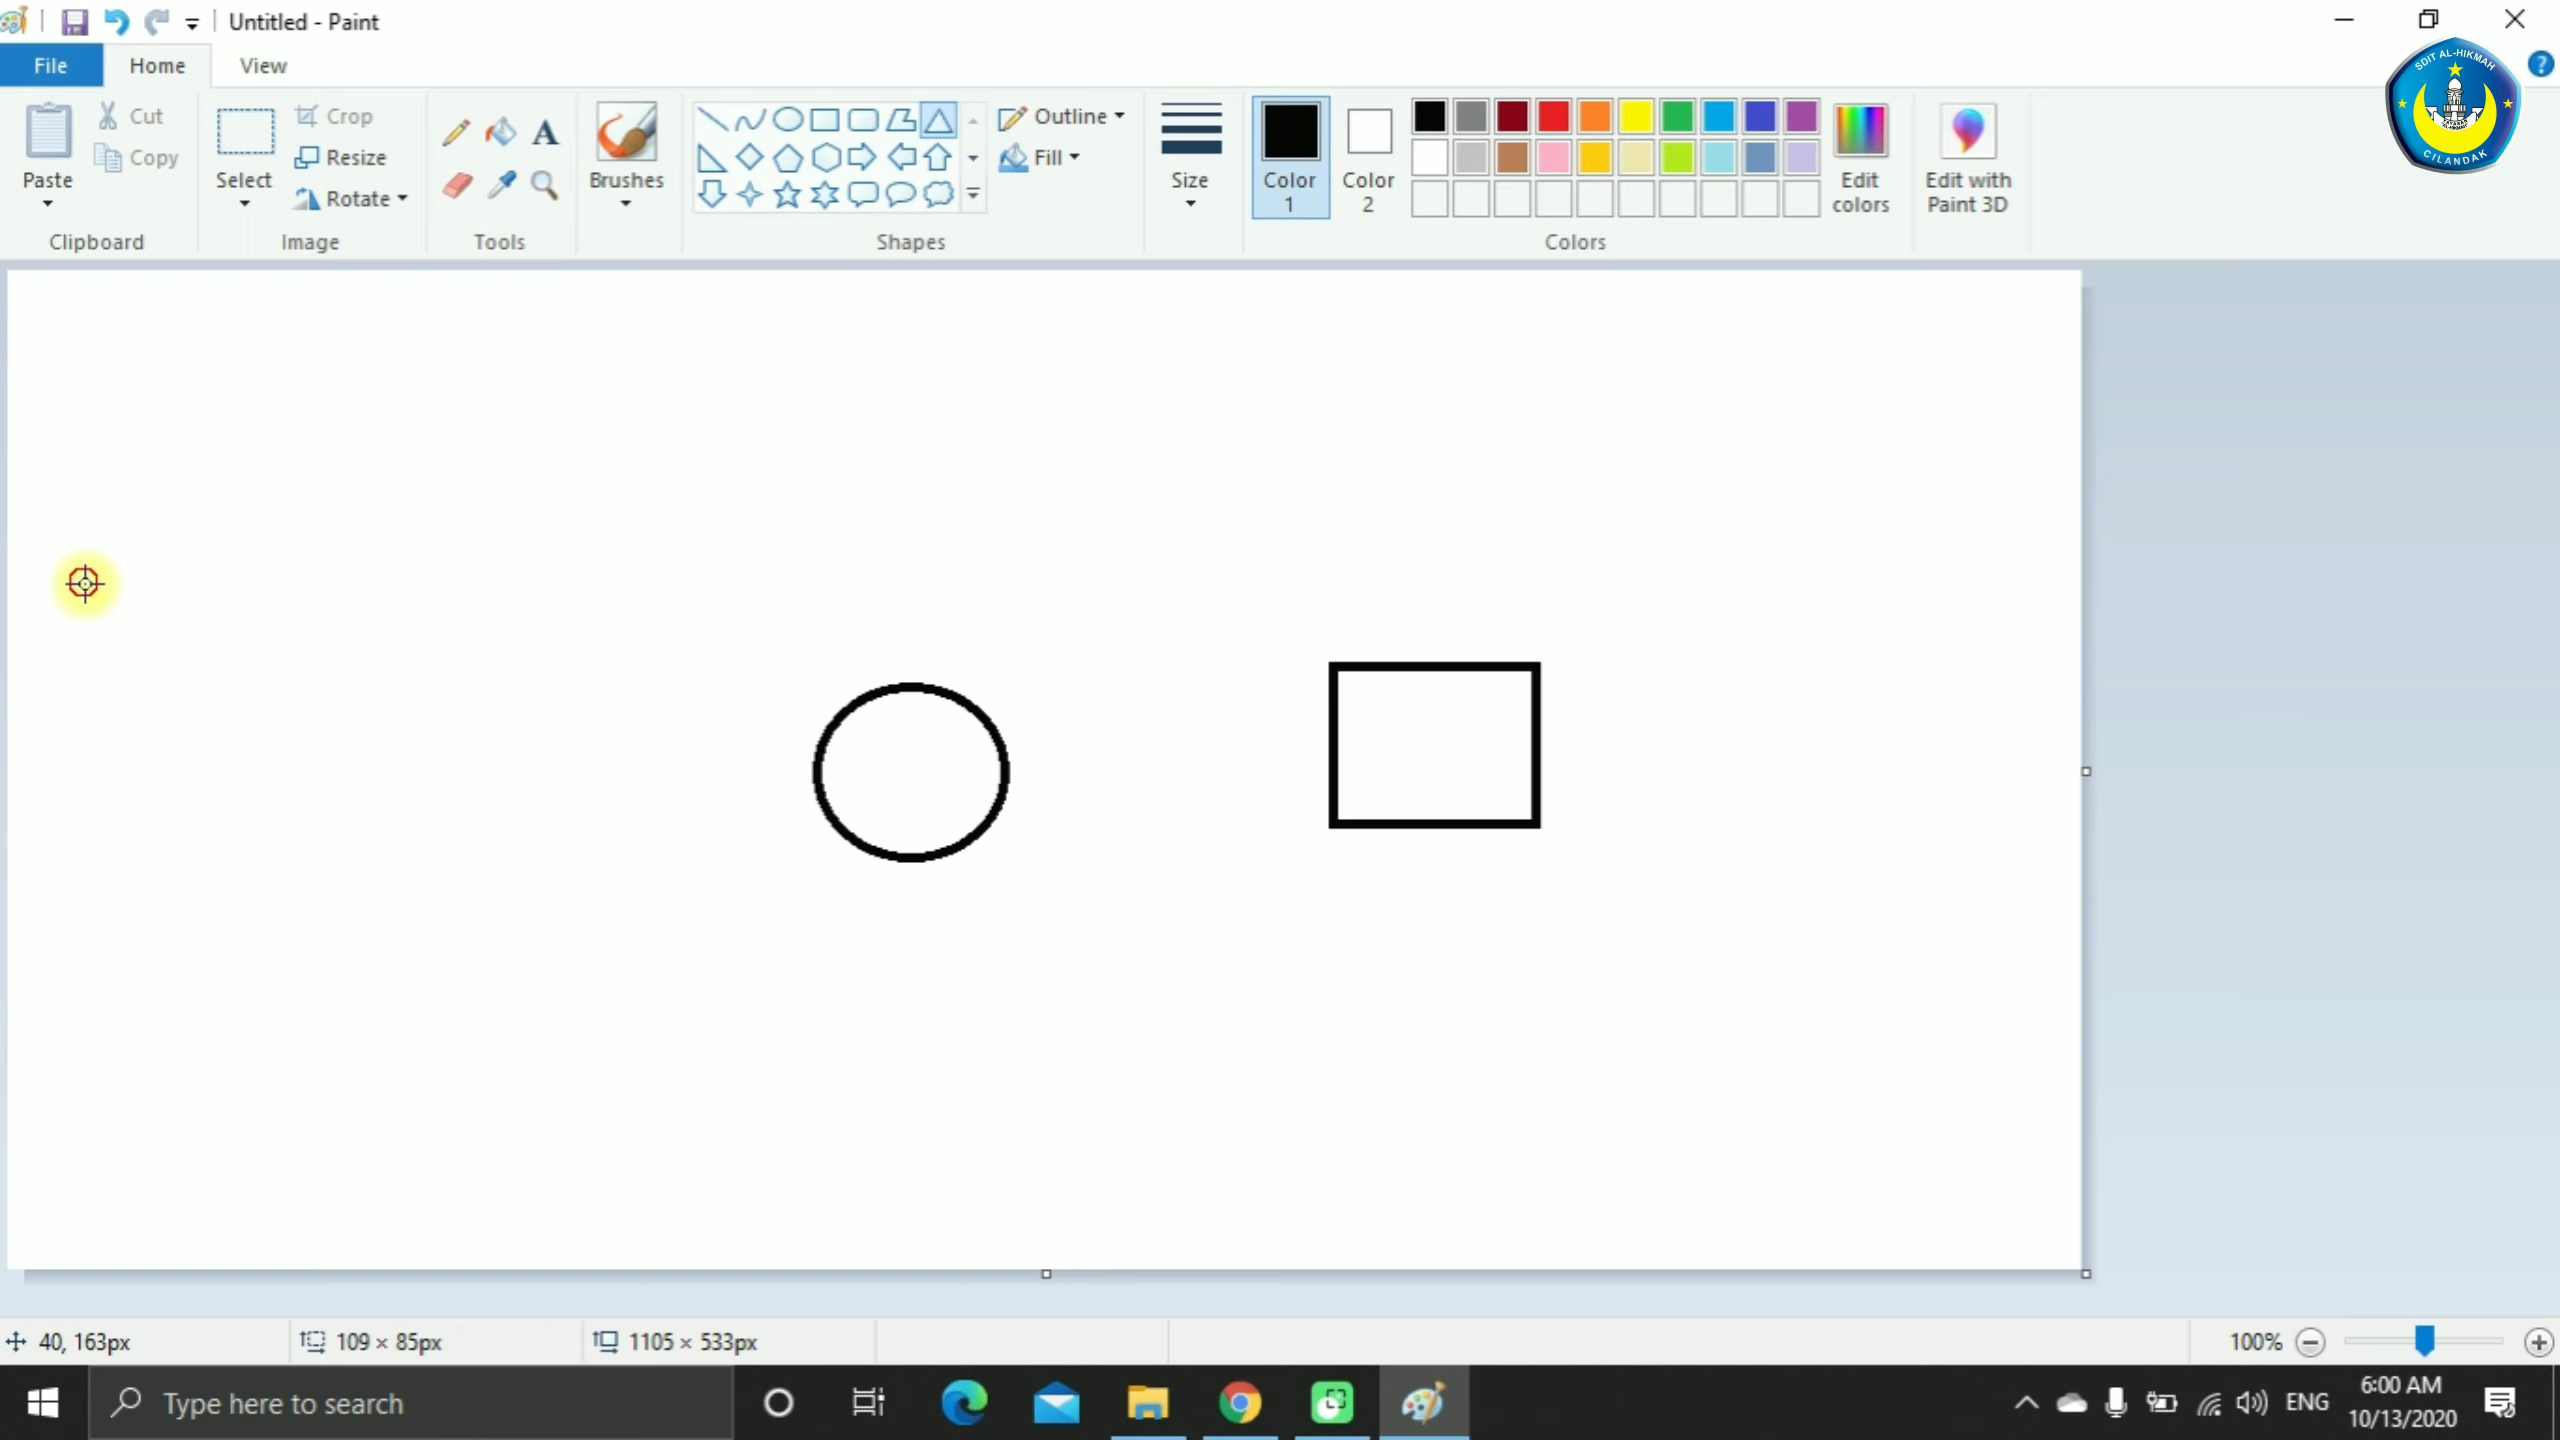 Untitled - Paint
File Home View
SDIT AL-HIKMAH
CILANDAK
Paste
Cut
Copy
Select
Crop
Resize
Rotate
A
Brushes
Outline
Fill
Size
Color 1
Color 2
Edit colors
Edit with Paint 3D
?
Clipboard Image Tools Shapes Colors
40, 163px 109 × 85px 1105 × 533px 100%
Type here to search
ENG
6:00 AM
10/13/2020